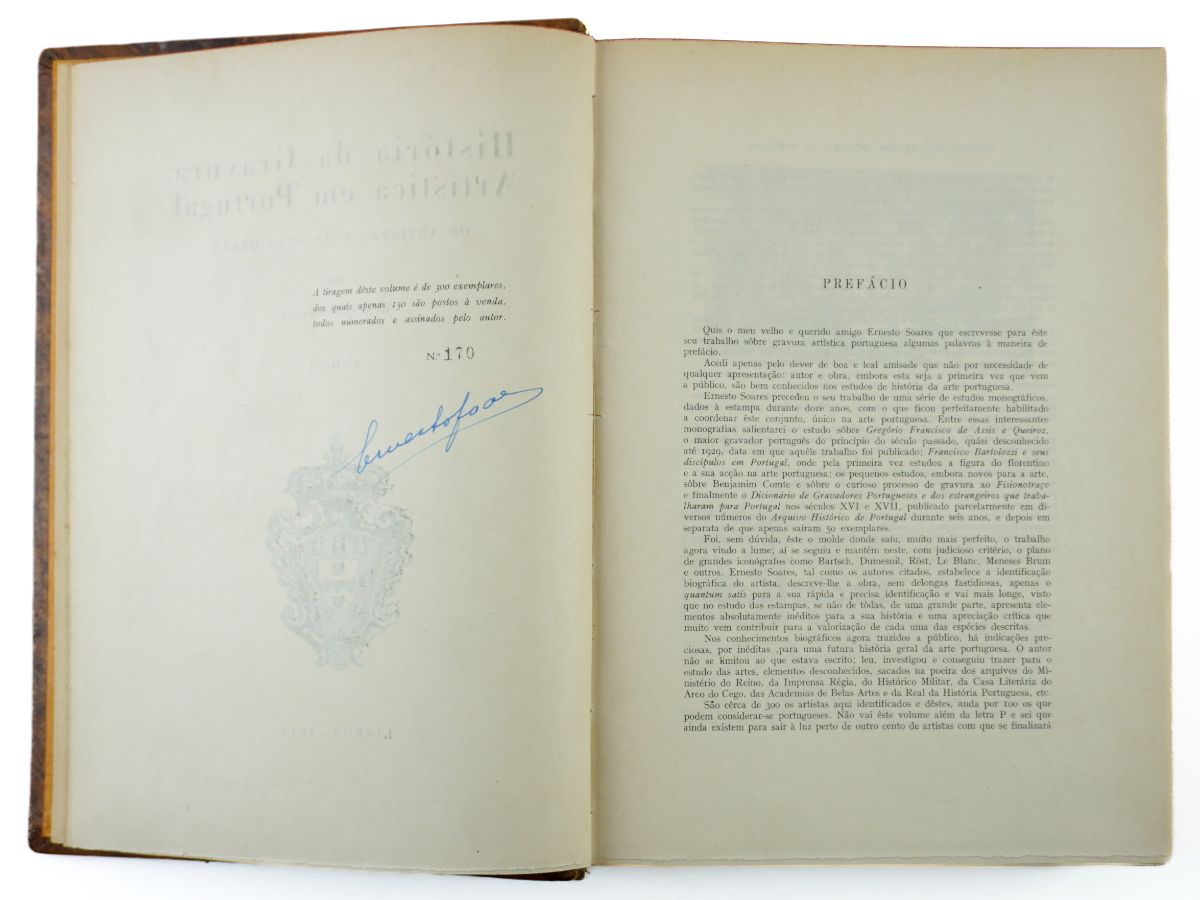 A tiragem dêste volume é de 300 exemplares,
dos quais apenas 150 são postos à venda,
todos numerados e assinados pelo autor.
N.º 170
Ernesto Soares
História da Gravura
Artística em Portugal
OS ARTISTAS E AS SUAS OBRAS
PREFÁCIO
Quis o meu velho e querido amigo Ernesto Soares que escrevesse para êste
seu trabalho sôbre gravura artística portuguesa algumas palavras à maneira de
prefácio.
Acedi apenas pelo dever de boa e leal amisade que não por necessidade de
qualquer apresentação: autor e obra, embora esta seja a primeira vez que vem
a público, são bem conhecidos nos estudos de história da arte portuguesa.
Ernesto Soares precedeu o seu trabalho de uma série de estudos monográficos,
dados à estampa durante doze anos, com o que ficou perfeitamente habilitado
a coordenar êste conjunto, único na arte portuguesa. Entre essas interessantes
monografias salientarei o estudo sôbre Gregório Francisco de Assis e Queiroz,
o maior gravador português do princípio do século passado, quási desconhecido
até 1929, data em que aquêle trabalho foi publicado; Francisco Bartolozzi e seus
discípulos em Portugal, onde pela primeira vez estudou a figura do florentino
e a sua acção na arte portuguesa; os pequenos estudos, embora novos para a arte,
sôbre Benjamim Comte e sôbre o curioso processo de gravura ao Fisionotraço
e finalmente o Dicionário de Gravadores Portugueses e dos estrangeiros que traba-
lharam para Portugal nos séculos XVI e XVII, publicado parcelarmente em di-
versos números do Arquivo Histórico de Portugal durante seis anos, e depois em
separata de que apenas saíram 50 exemplares.
Foi, sem dúvida, êste o molde donde saíu, muito mais perfeito, o trabalho
agora vindo a lume; aí se seguiu e mantém neste, com judicioso critério, o plano
de grandes iconógrafos como Bartsch, Dumesnil, Röst, Le Blanc, Meneses Brum
e outros. Ernesto Soares, tal como os autores citados, estabelece a identificação
biográfica do artista, descreve-lhe a obra, sem delongas fastidiosas, apenas o
quantum satis para a sua rápida e precisa identificação e vai mais longe, visto
que no estudo das estampas, se não de tôdas, de uma grande parte, apresenta ele-
mentos absolutamente inéditos para a sua história e uma apreciação crítica que
muito vem contribuir para a valorização de cada uma das espécies descritas.
Nos conhecimentos biográficos agora trazidos a público, há indicações pre-
ciosas, por inéditas ,para uma futura história geral da arte portuguesa. O autor
não se limitou ao que estava escrito; leu, investigou e conseguiu trazer para o
estudo das artes, elementos desconhecidos, sacados na poeira dos arquivos do Mi-
nistério do Reino, da Imprensa Régia, do Histórico Militar, da Casa Literária do
Arco do Cego, das Academias de Belas Artes e da Real da História Portuguesa, etc.
São cêrca de 300 os artistas aqui identificados e dêstes, anda por 100 os que
podem considerar-se portugueses. Não vai êste volume além da letra P e sei que
ainda existem para sair à luz perto de outro cento de artistas com que se finalizará